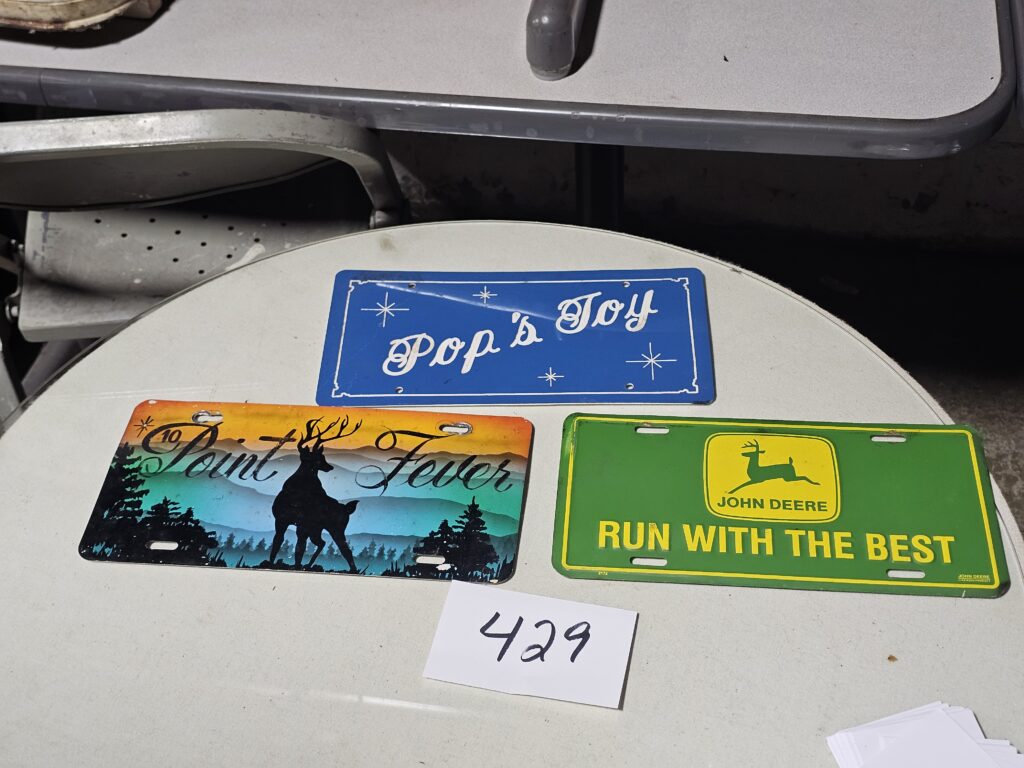 Pop's Toy
10 Point Fever
JOHN DEERE
RUN WITH THE BEST
429